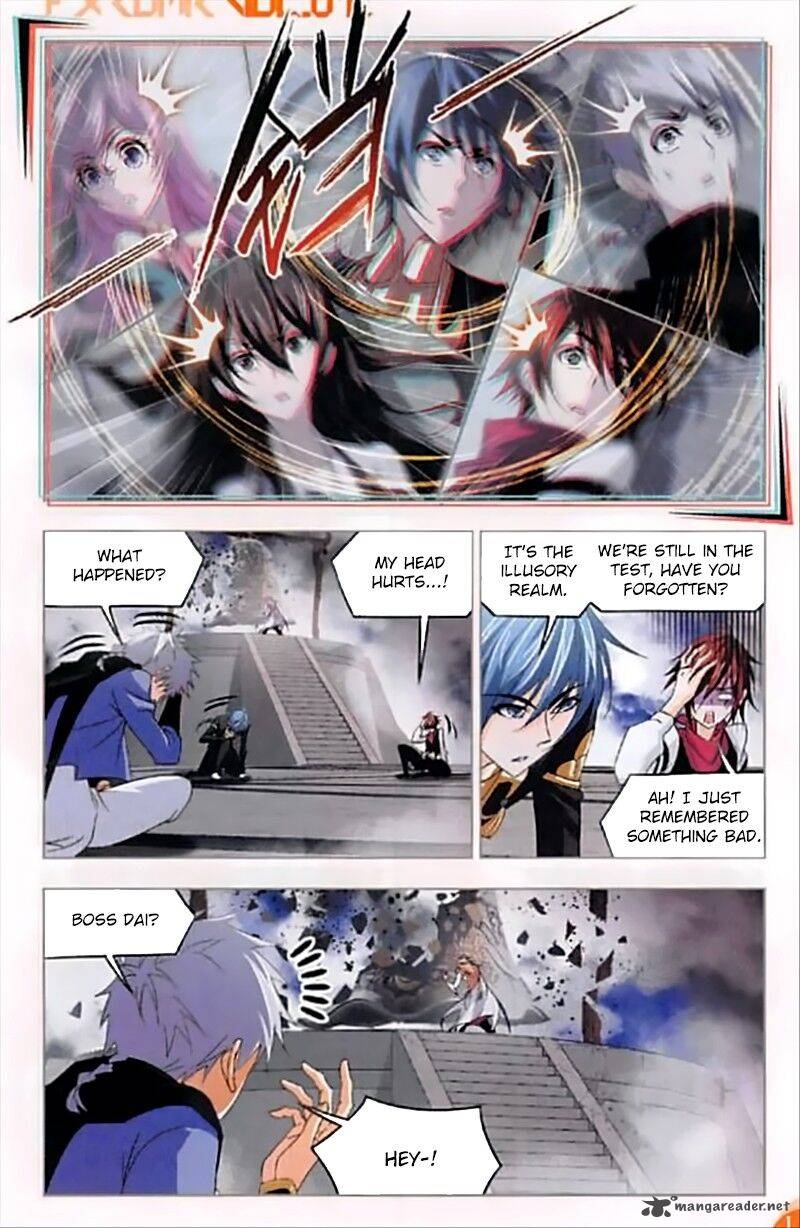 WHAT
HAPPENED?
MY HEAD
HURTS...!
IT'S THE
ILLUSORY
REALM.
WE'RE STILL IN THE
TEST, HAVE YOU
FORGOTTEN?
AH! I JUST
REMEMBERED
SOMETHING BAD.
BOSS DAI?
HEY-!
mangareader.net